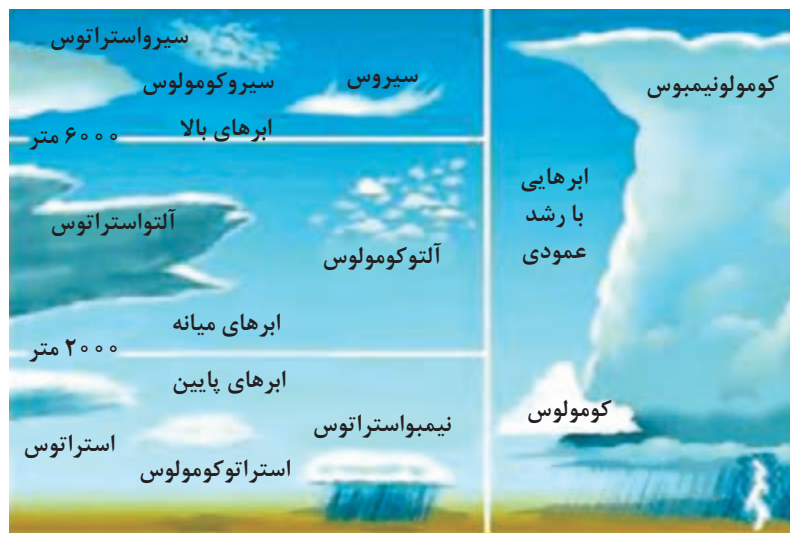 سیرواستراتوس
سیروکومولوس
سیروس
ابرهای بالا
۶۰۰۰ متر
آلتواستراتوس
آلتوکومولوس
ابرهای میانه
۲۰۰۰ متر
ابرهای پایین
استراتوس
استراتوکومولوس
نیمبواستراتوس
کومولونیمبوس
ابرهایی
با رشد
عمودی
کومولوس